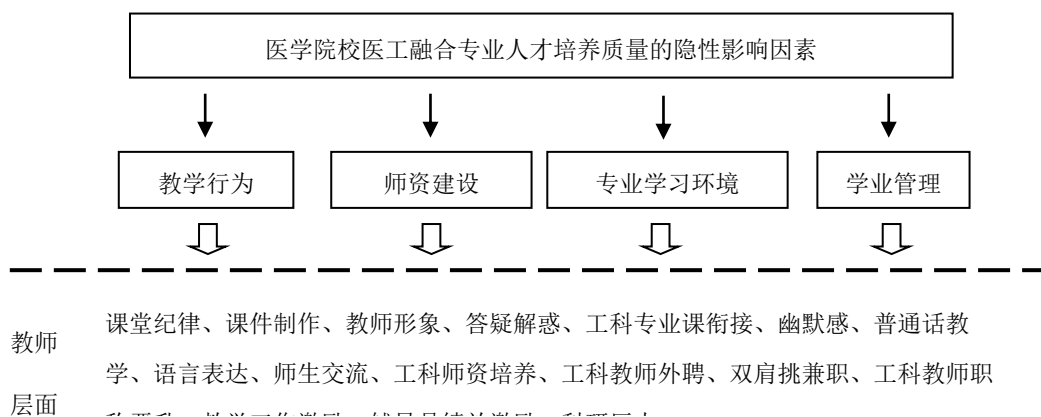 医学院校医工融合专业人才培养质量的隐性影响因素
教学行为 师资建设 专业学习环境 学业管理
教师
层面
课堂纪律、课件制作、教师形象、答疑解惑、工科专业课衔接、幽默感、普通话教
学、语言表达、师生交流、工科师资培养、工科教师外聘、双肩挑兼职、工科教师职